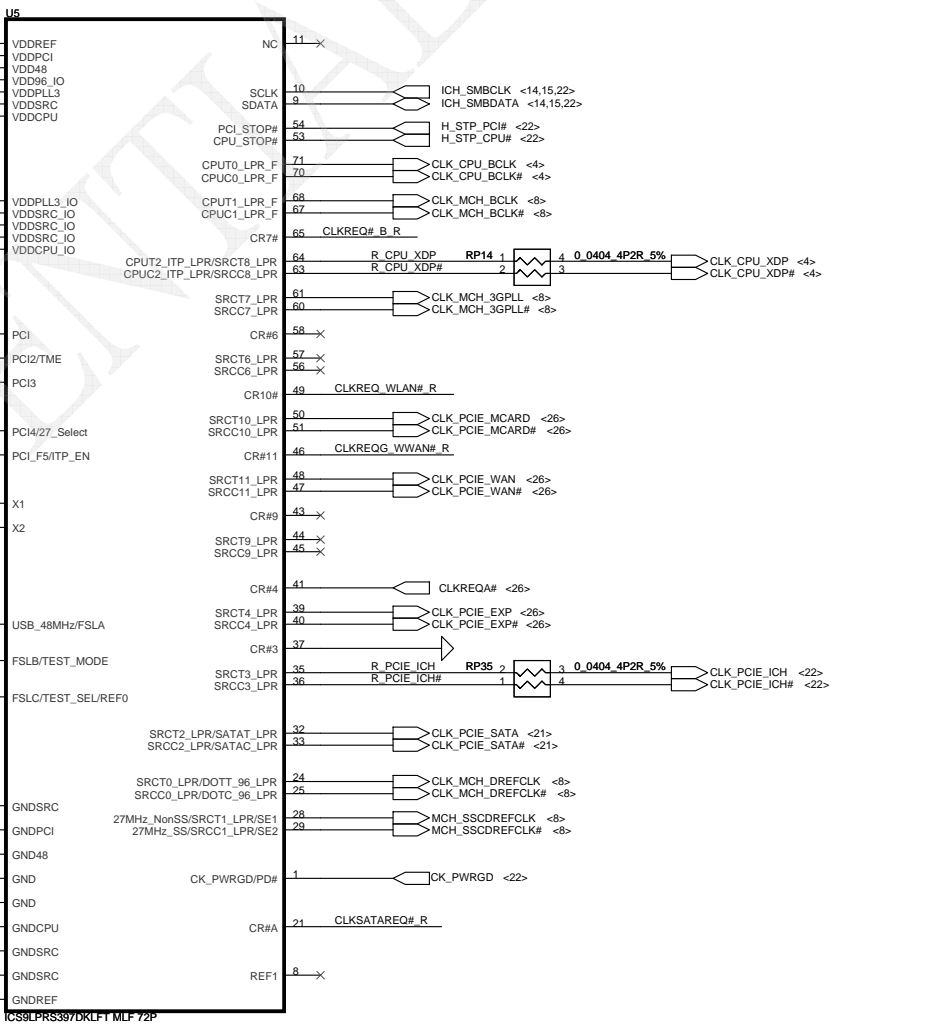 U5
VDDREF NC 11
VDDPCI
VDD48
VDD96_IO
VDDPLL3 SCLK 10 ICH_SMBCLK <14,15,22>
VDDSRC SDATA 9 ICH_SMBDATA <14,15,22>
VDDCPU
PCI_STOP# 54 H_STP_PCI# <22>
CPU_STOP# 53 H_STP_CPU# <22>
CPUT0_LPR_F 71 CLK_CPU_BCLK <4>
CPUC0_LPR_F 70 CLK_CPU_BCLK# <4>
VDDPLL3_IO CPUT1_LPR_F 68 CLK_MCH_BCLK <8>
VDDSRC_IO CPUC1_LPR_F 67 CLK_MCH_BCLK# <8>
VDDSRC_IO
VDDSRC_IO CR7# 65 CLKREQ#_B_R
VDDCPU_IO
CPUT2_ITP_LPR/SRCT8_LPR 64 R_CPU_XDP RP14 1 4 0_0404_4P2R_5% CLK_CPU_XDP <4>
CPUC2_ITP_LPR/SRCC8_LPR 63 R_CPU_XDP# 2 3 CLK_CPU_XDP# <4>
SRCT7_LPR 61 CLK_MCH_3GPLL <8>
SRCC7_LPR 60 CLK_MCH_3GPLL# <8>
PCI CR#6 58
PCI2/TME SRCT6_LPR 57
SRCC6_LPR 56
PCI3
CR10# 49 CLKREQ_WLAN#_R
SRCT10_LPR 50 CLK_PCIE_MCARD <26>
PCI4/27_Select SRCC10_LPR 51 CLK_PCIE_MCARD# <26>
PCI_F5/ITP_EN CR#11 46 CLKREQG_WWAN#_R
SRCT11_LPR 48 CLK_PCIE_WAN <26>
SRCC11_LPR 47 CLK_PCIE_WAN# <26>
X1
CR#9 43
X2
SRCT9_LPR 44
SRCC9_LPR 45
CR#4 41 CLKREQA# <26>
SRCT4_LPR 39 CLK_PCIE_EXP <26>
USB_48MHz/FSLA SRCC4_LPR 40 CLK_PCIE_EXP# <26>
CR#3 37
FSLB/TEST_MODE
SRCT3_LPR 35 R_PCIE_ICH RP35 2 3 0_0404_4P2R_5% CLK_PCIE_ICH <22>
SRCC3_LPR 36 R_PCIE_ICH# 1 4 CLK_PCIE_ICH# <22>
FSLC/TEST_SEL/REF0
SRCT2_LPR/SATAT_LPR 32 CLK_PCIE_SATA <21>
SRCC2_LPR/SATAC_LPR 33 CLK_PCIE_SATA# <21>
SRCT0_LPR/DOTT_96_LPR 24 CLK_MCH_DREFCLK <8>
SRCC0_LPR/DOTC_96_LPR 25 CLK_MCH_DREFCLK# <8>
GNDSRC
27MHz_NonSS/SRCT1_LPR/SE1 28 MCH_SSCDREFCLK <8>
GNDPCI 27MHz_SS/SRCC1_LPR/SE2 29 MCH_SSCDREFCLK# <8>
GND48
GND CK_PWRGD/PD# 1 CK_PWRGD <22>
GND
GNDCPU CR#A 21 CLKSATAREQ#_R
GNDSRC
GNDSRC REF1 8
GNDREF
ICS9LPRS397DKLFT MLF 72P
ENTIAL